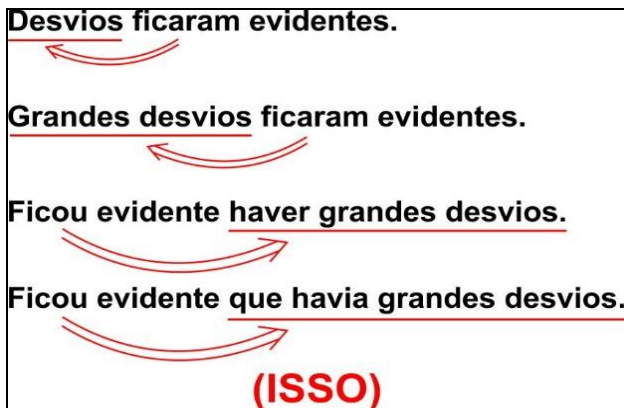 Desvios ficaram evidentes.
Grandes desvios ficaram evidentes.
Ficou evidente haver grandes desvios.
Ficou evidente que havia grandes desvios.
(ISSO)